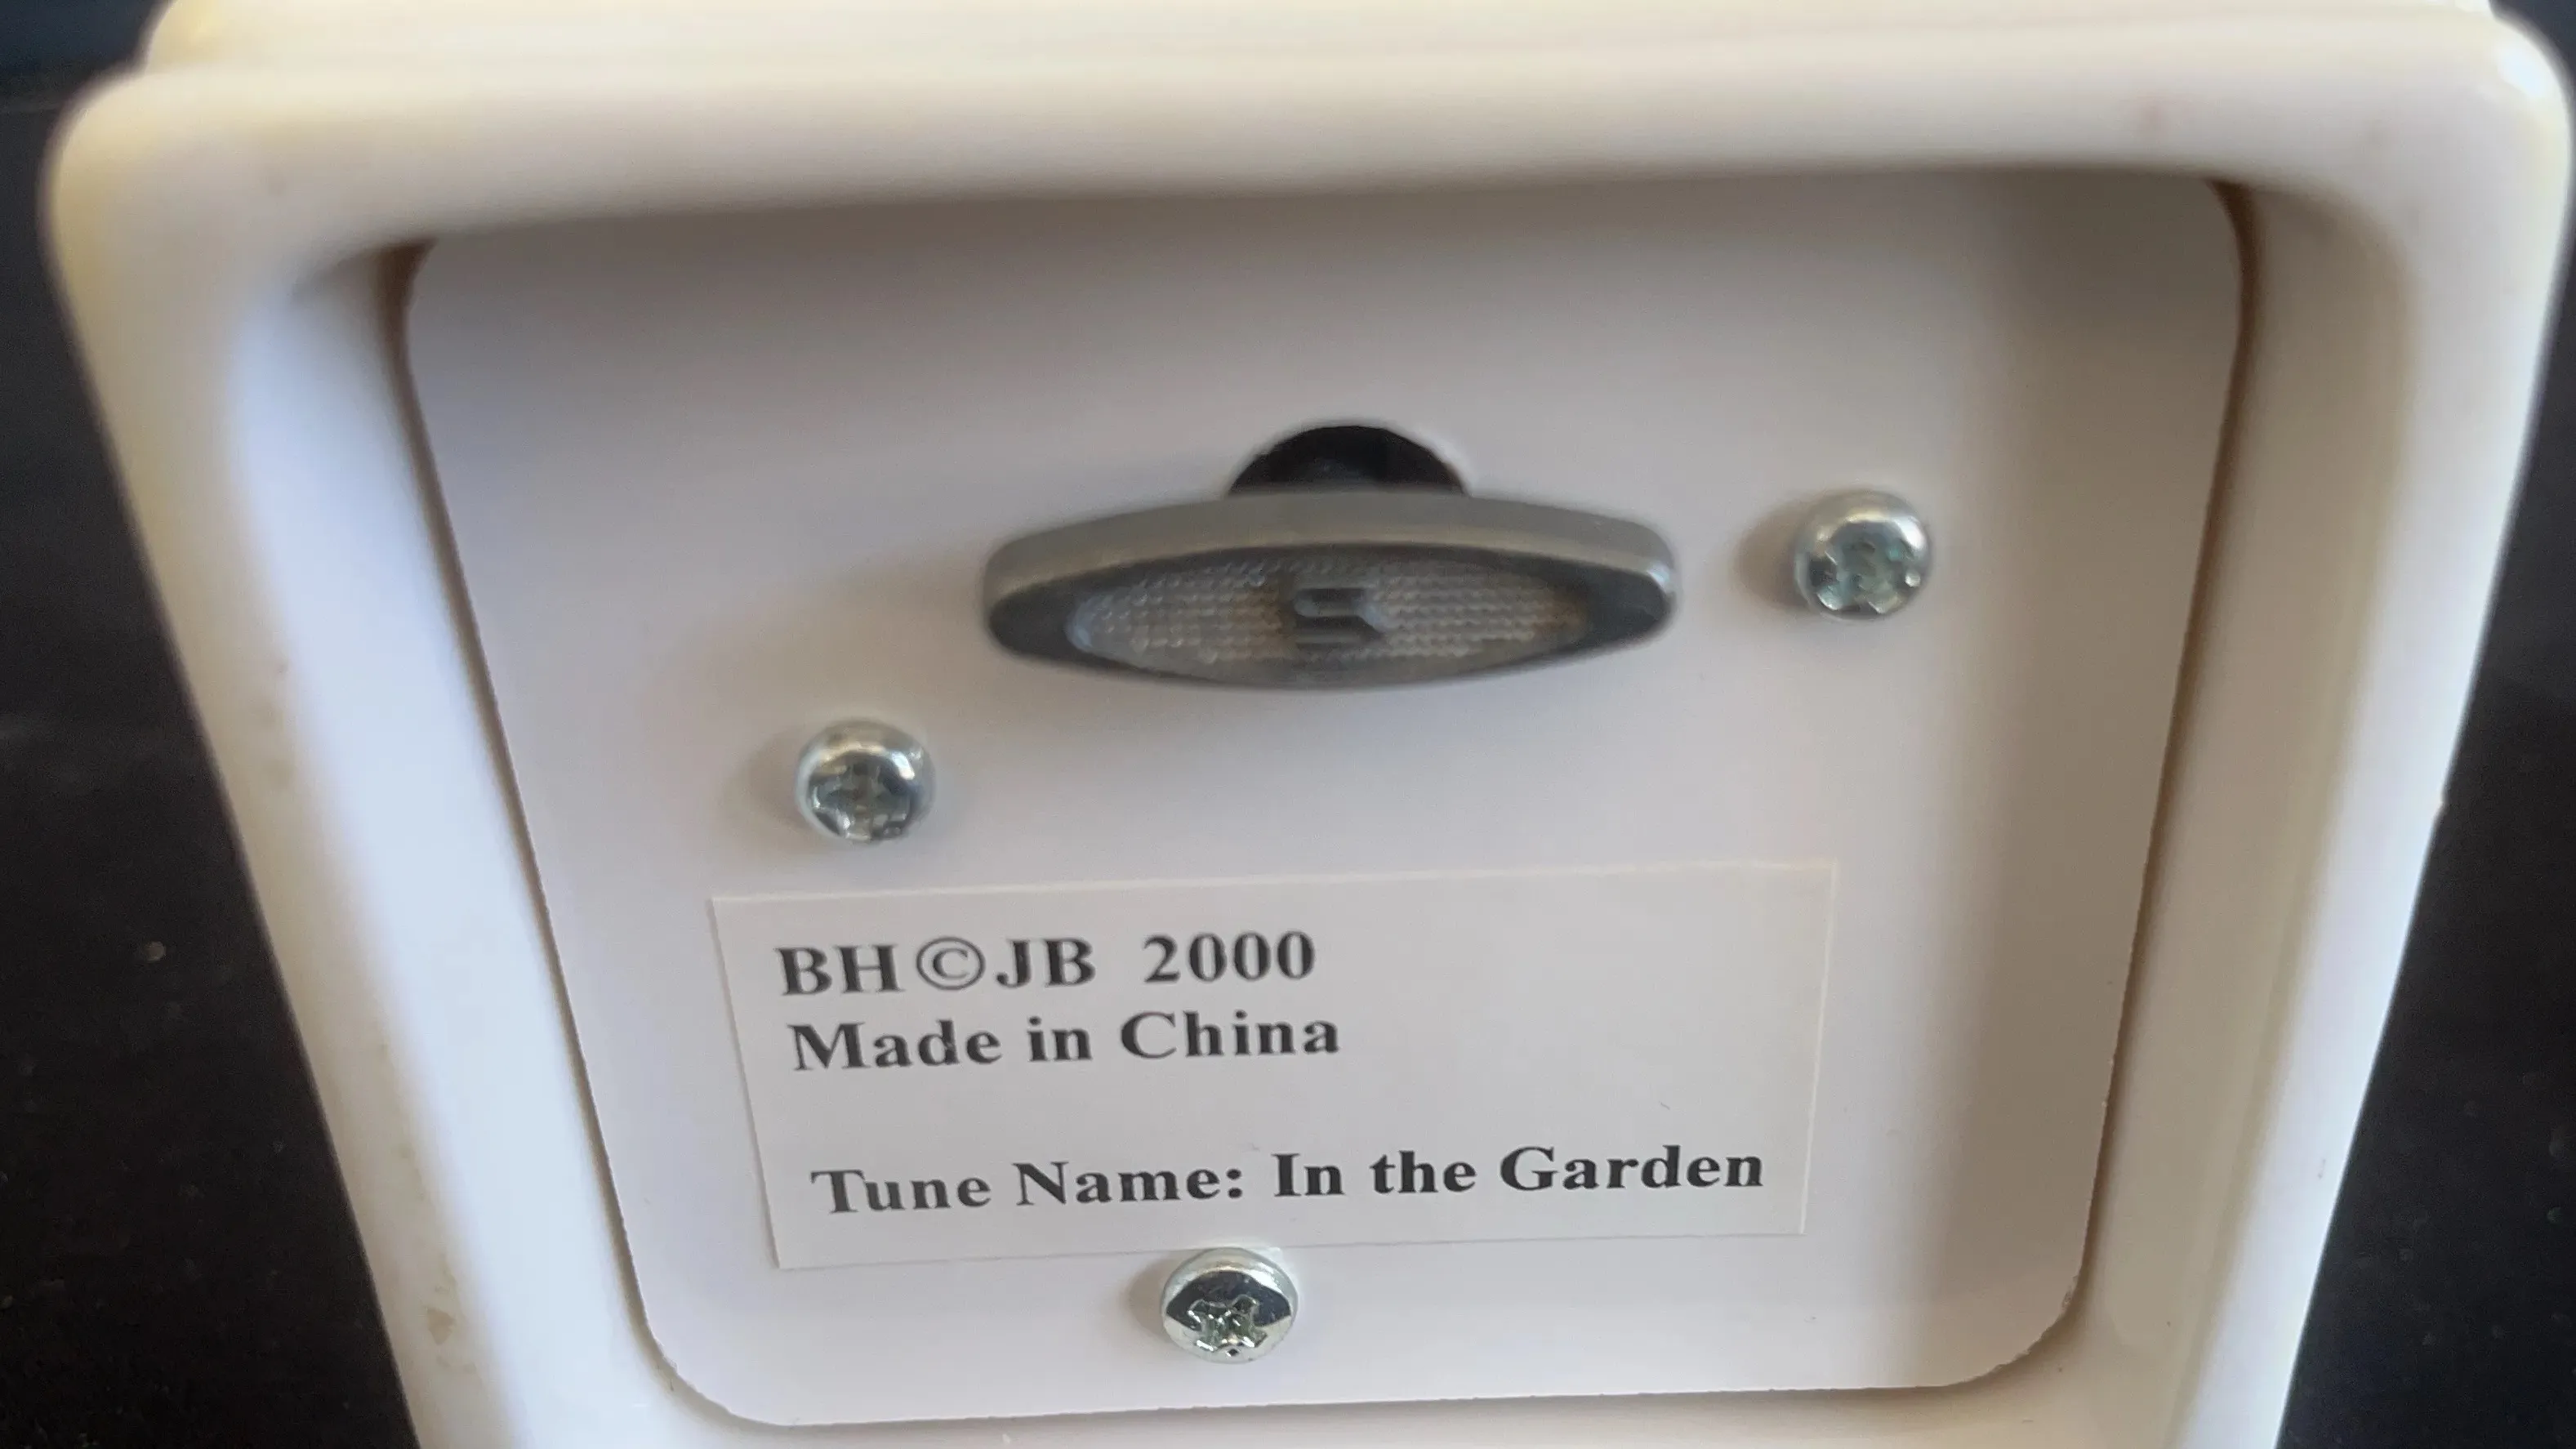 S
BH©JB 2000
Made in China
Tune Name: In the Garden